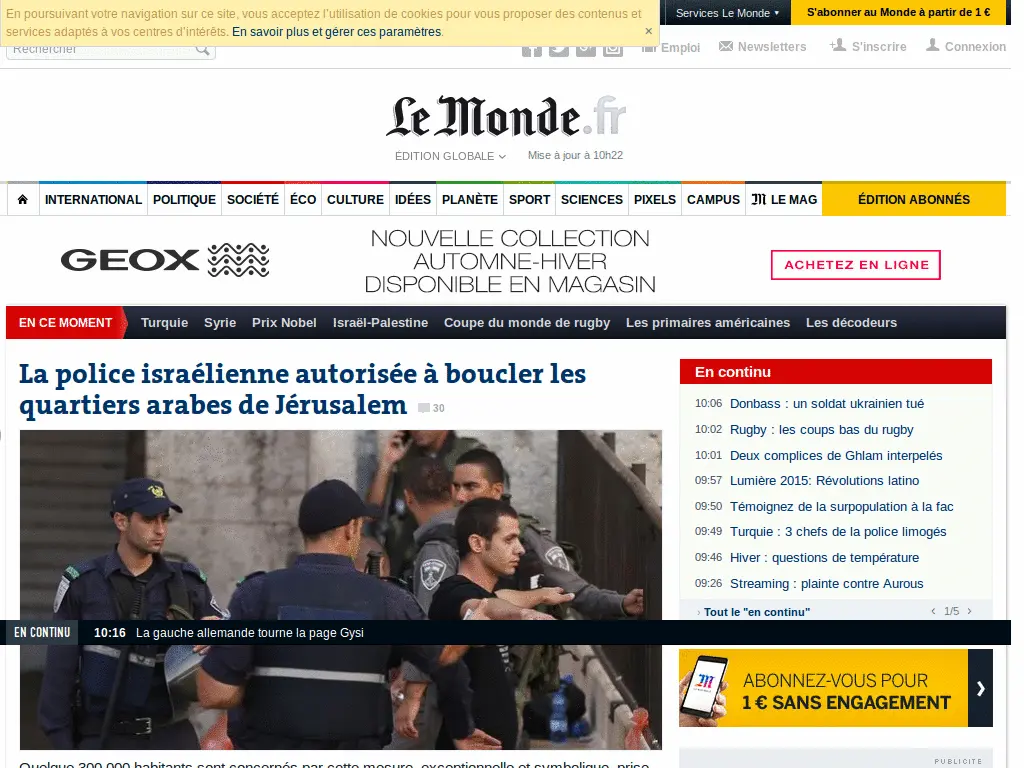 En poursuivant votre navigation sur ce site, vous acceptez l'utilisation de cookies pour vous proposer des contenus et
services adaptés à vos centres d'intérêts. En savoir plus et gérer ces paramètres.
×
Services Le Monde
S'abonner au Monde à partir de 1 €
Rechercher
Emploi
Newsletters
S'inscrire
Connexion
Le Monde.fr
ÉDITION GLOBALE
Mise à jour à 10h22
INTERNATIONAL
POLITIQUE
SOCIÉTÉ
ÉCO
CULTURE
IDÉES
PLANÈTE
SPORT
SCIENCES
PIXELS
CAMPUS
M LE MAG
ÉDITION ABONNÉS
GEOX
NOUVELLE COLLECTION
AUTOMNE-HIVER
DISPONIBLE EN MAGASIN
ACHETEZ EN LIGNE
EN CE MOMENT
Turquie
Syrie
Prix Nobel
Israël-Palestine
Coupe du monde de rugby
Les primaires américaines
Les décodeurs
La police israélienne autorisée à boucler les
quartiers arabes de Jérusalem 30
En continu
10:06 Donbass : un soldat ukrainien tué
10:02 Rugby : les coups bas du rugby
10:01 Deux complices de Ghlam interpelés
09:57 Lumière 2015: Révolutions latino
09:50 Témoignez de la surpopulation à la fac
09:49 Turquie : 3 chefs de la police limogés
09:46 Hiver : questions de température
09:26 Streaming : plainte contre Aurous
› Tout le "en continu"
‹ 1/5 ›
EN CONTINU 10:16 La gauche allemande tourne la page Gysi
M
ABONNEZ-VOUS POUR
1 € SANS ENGAGEMENT
PUBLICITE
Quelque 300 000 habitants sont concernés par cette mesure, exceptionnelle et symbolique, prise